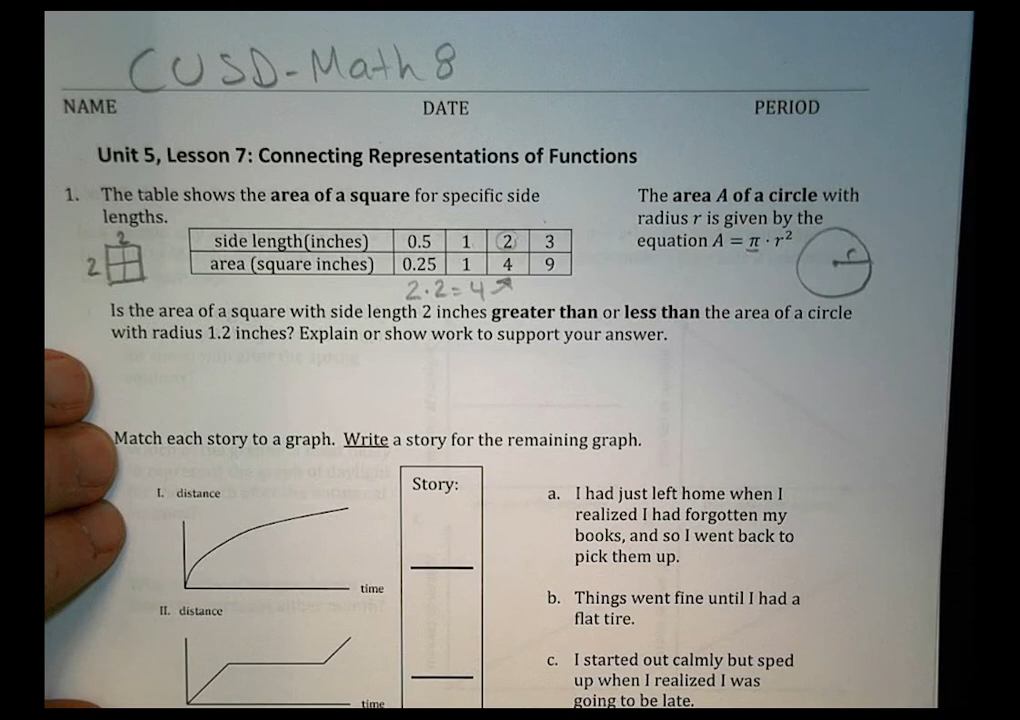 CUSD-Math 8
NAME DATE PERIOD
Unit 5, Lesson 7: Connecting Representations of Functions
1. The table shows the area of a square for specific side
lengths.
The area A of a circle with
radius r is given by the
equation A = π · r²
r
2
2
side length(inches) 0.5 1 2 3
area (square inches) 0.25 1 4 9
2·2=4
Is the area of a square with side length 2 inches greater than or less than the area of a circle
with radius 1.2 inches? Explain or show work to support your answer.
Match each story to a graph. Write a story for the remaining graph.
I. distance
time
II. distance
time
Story:
a. I had just left home when I
realized I had forgotten my
books, and so I went back to
pick them up.
b. Things went fine until I had a
flat tire.
c. I started out calmly but sped
up when I realized I was
going to be late.